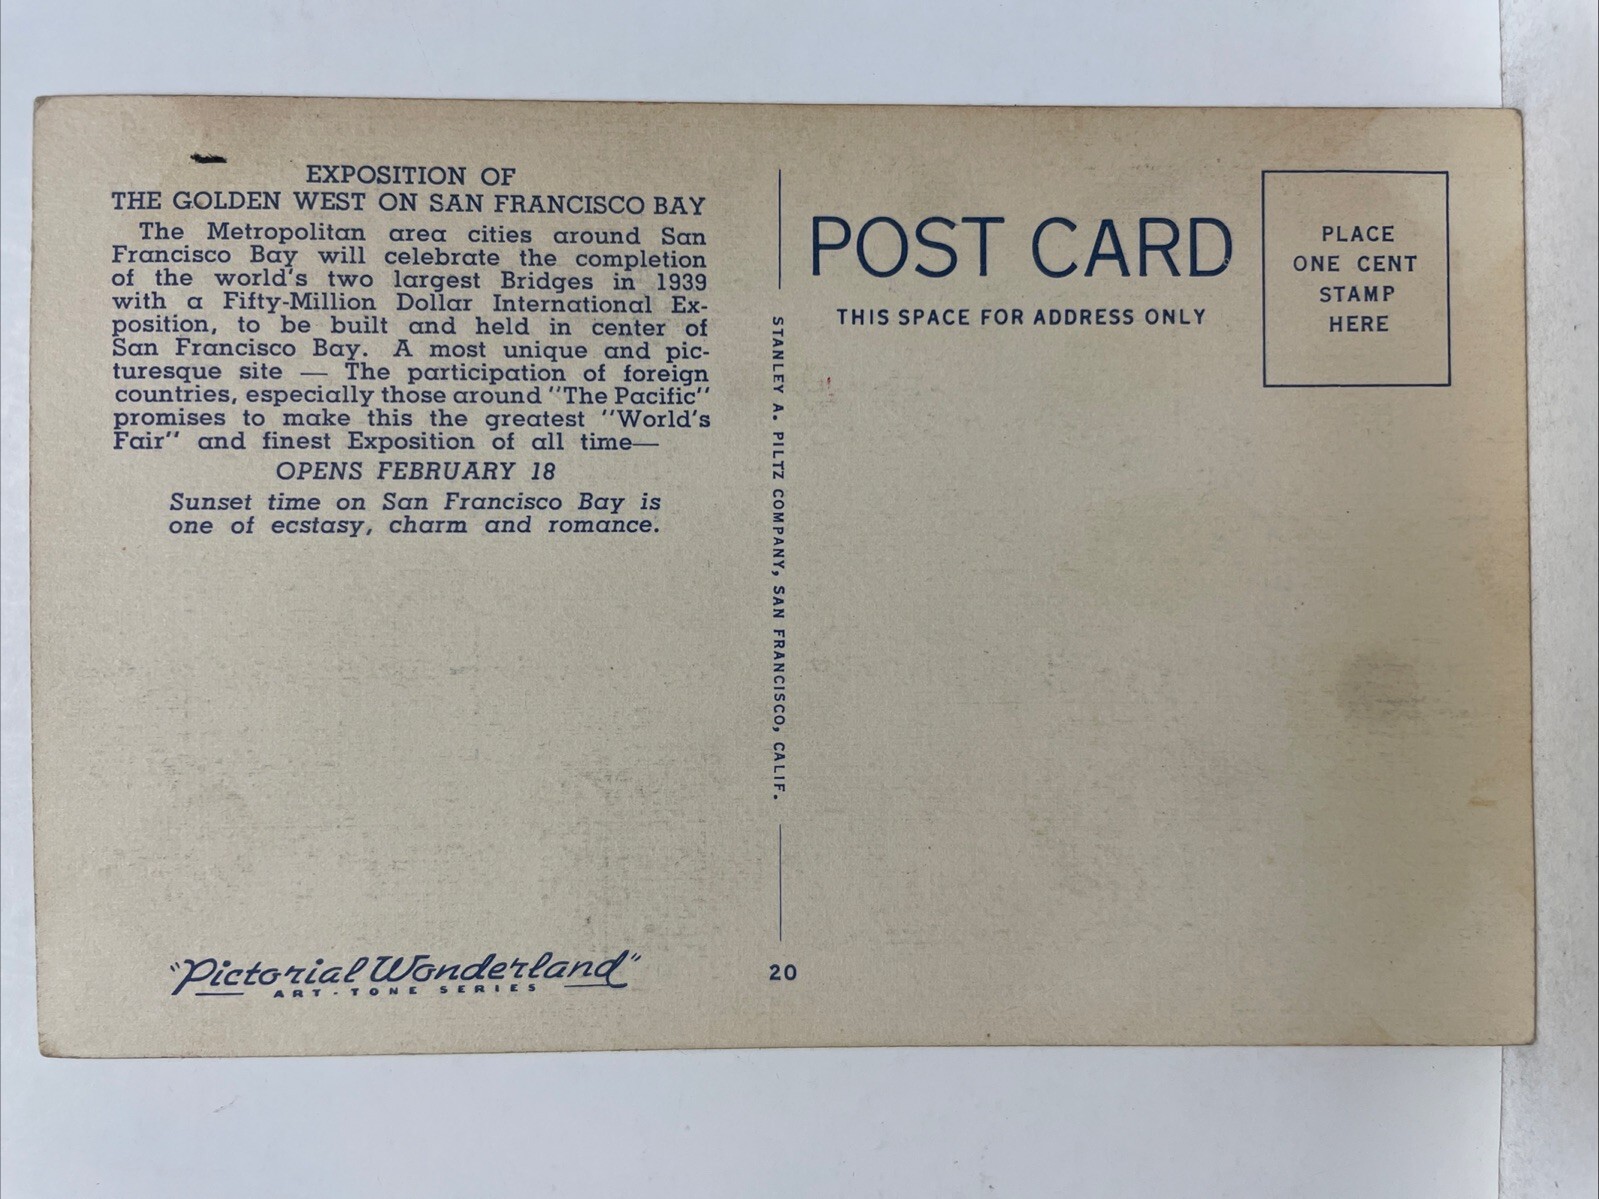 EXPOSITION OF
THE GOLDEN WEST ON SAN FRANCISCO BAY
The Metropolitan area cities around San
Francisco Bay will celebrate the completion
of the world's two largest Bridges in 1939
with a Fifty-Million Dollar International Ex-
position, to be built and held in center of
San Francisco Bay. A most unique and pic-
turesque site — The participation of foreign
countries, especially those around "The Pacific"
promises to make this the greatest "World's
Fair" and finest Exposition of all time—
OPENS FEBRUARY 18
Sunset time on San Francisco Bay is
one of ecstasy, charm and romance.
"Pictorial Wonderland"
ART-TONE SERIES
STANLEY A. PILTZ COMPANY, SAN FRANCISCO, CALIF.
20
POST CARD
THIS SPACE FOR ADDRESS ONLY
PLACE
ONE CENT
STAMP
HERE